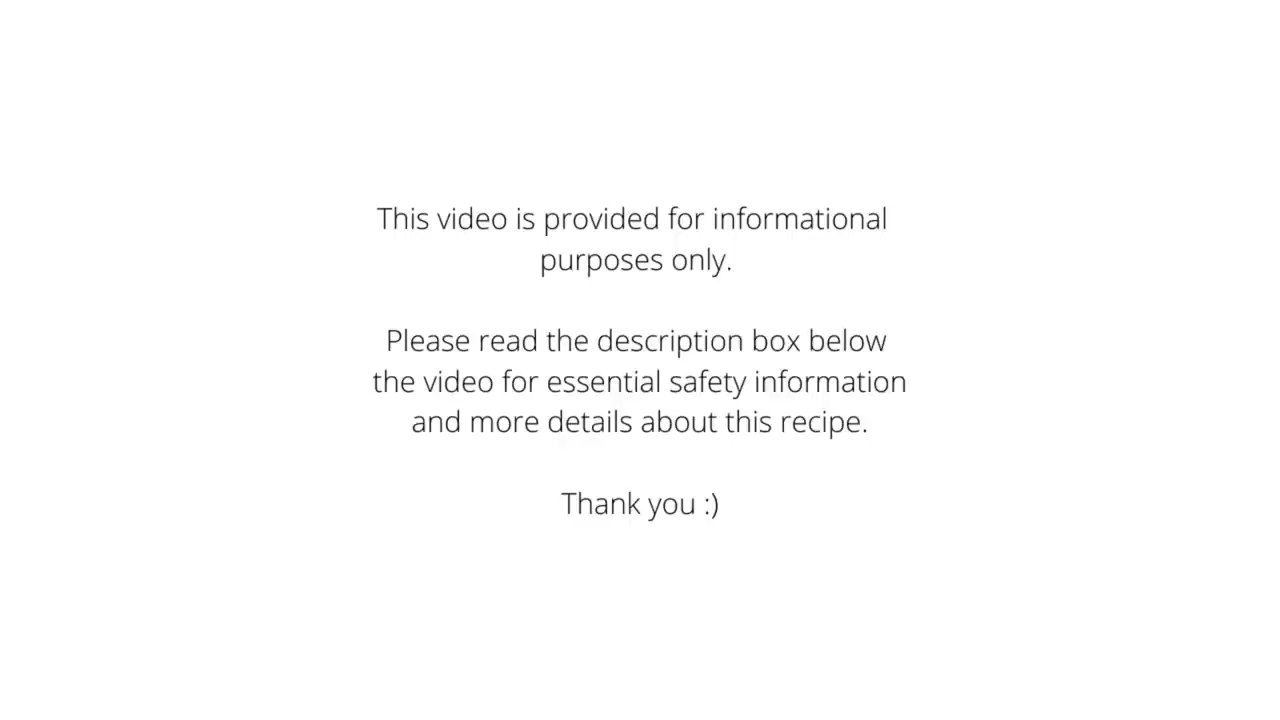 This video is provided for informational
purposes only.
Please read the description box below
the video for essential safety information
and more details about this recipe.
Thank you :)